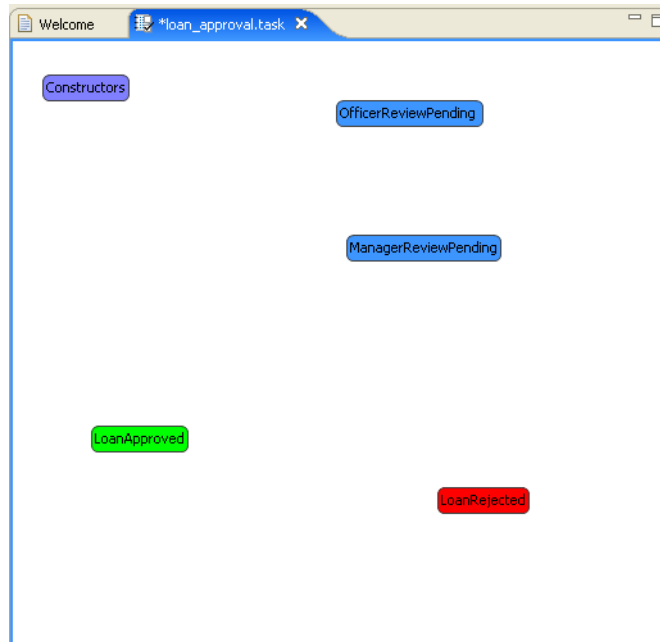 Welcome
*loan_approval.task
Constructors
OfficerReviewPending
ManagerReviewPending
LoanApproved
LoanRejected